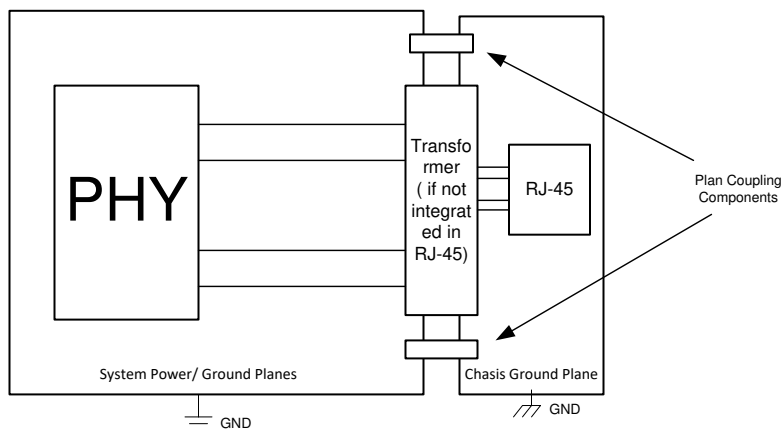 PHY
Transfo
rmer
( if not
integrat
ed in
RJ-45)
RJ-45
Plan Coupling
Components
System Power/ Ground Planes
Chasis Ground Plane
GND
GND